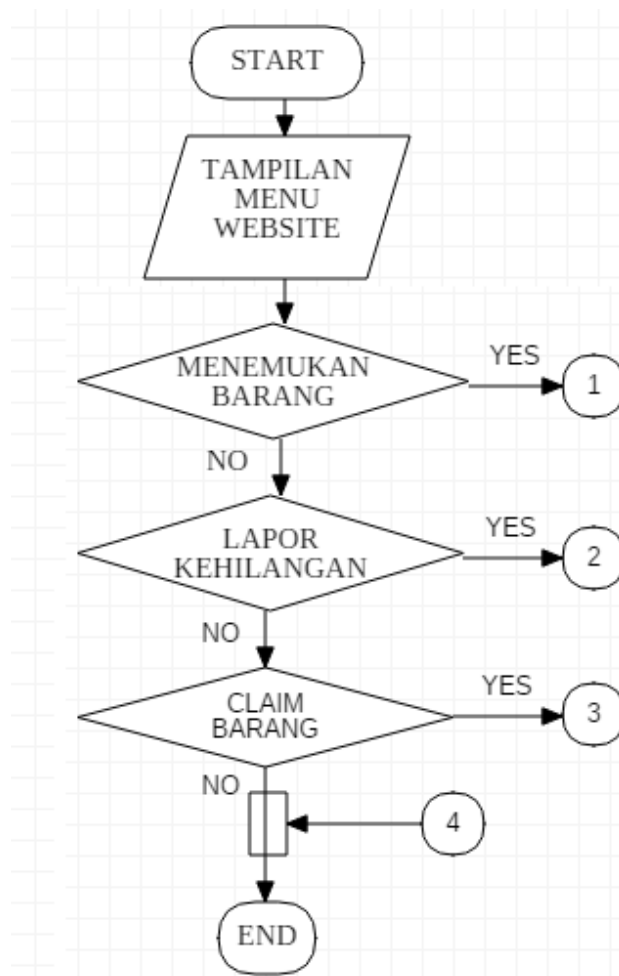 START
TAMPILAN
MENU
WEBSITE
MENEMUKAN
BARANG
YES
1
NO
LAPOR
KEHILANGAN
YES
2
NO
CLAIM
BARANG
YES
3
NO
4
END